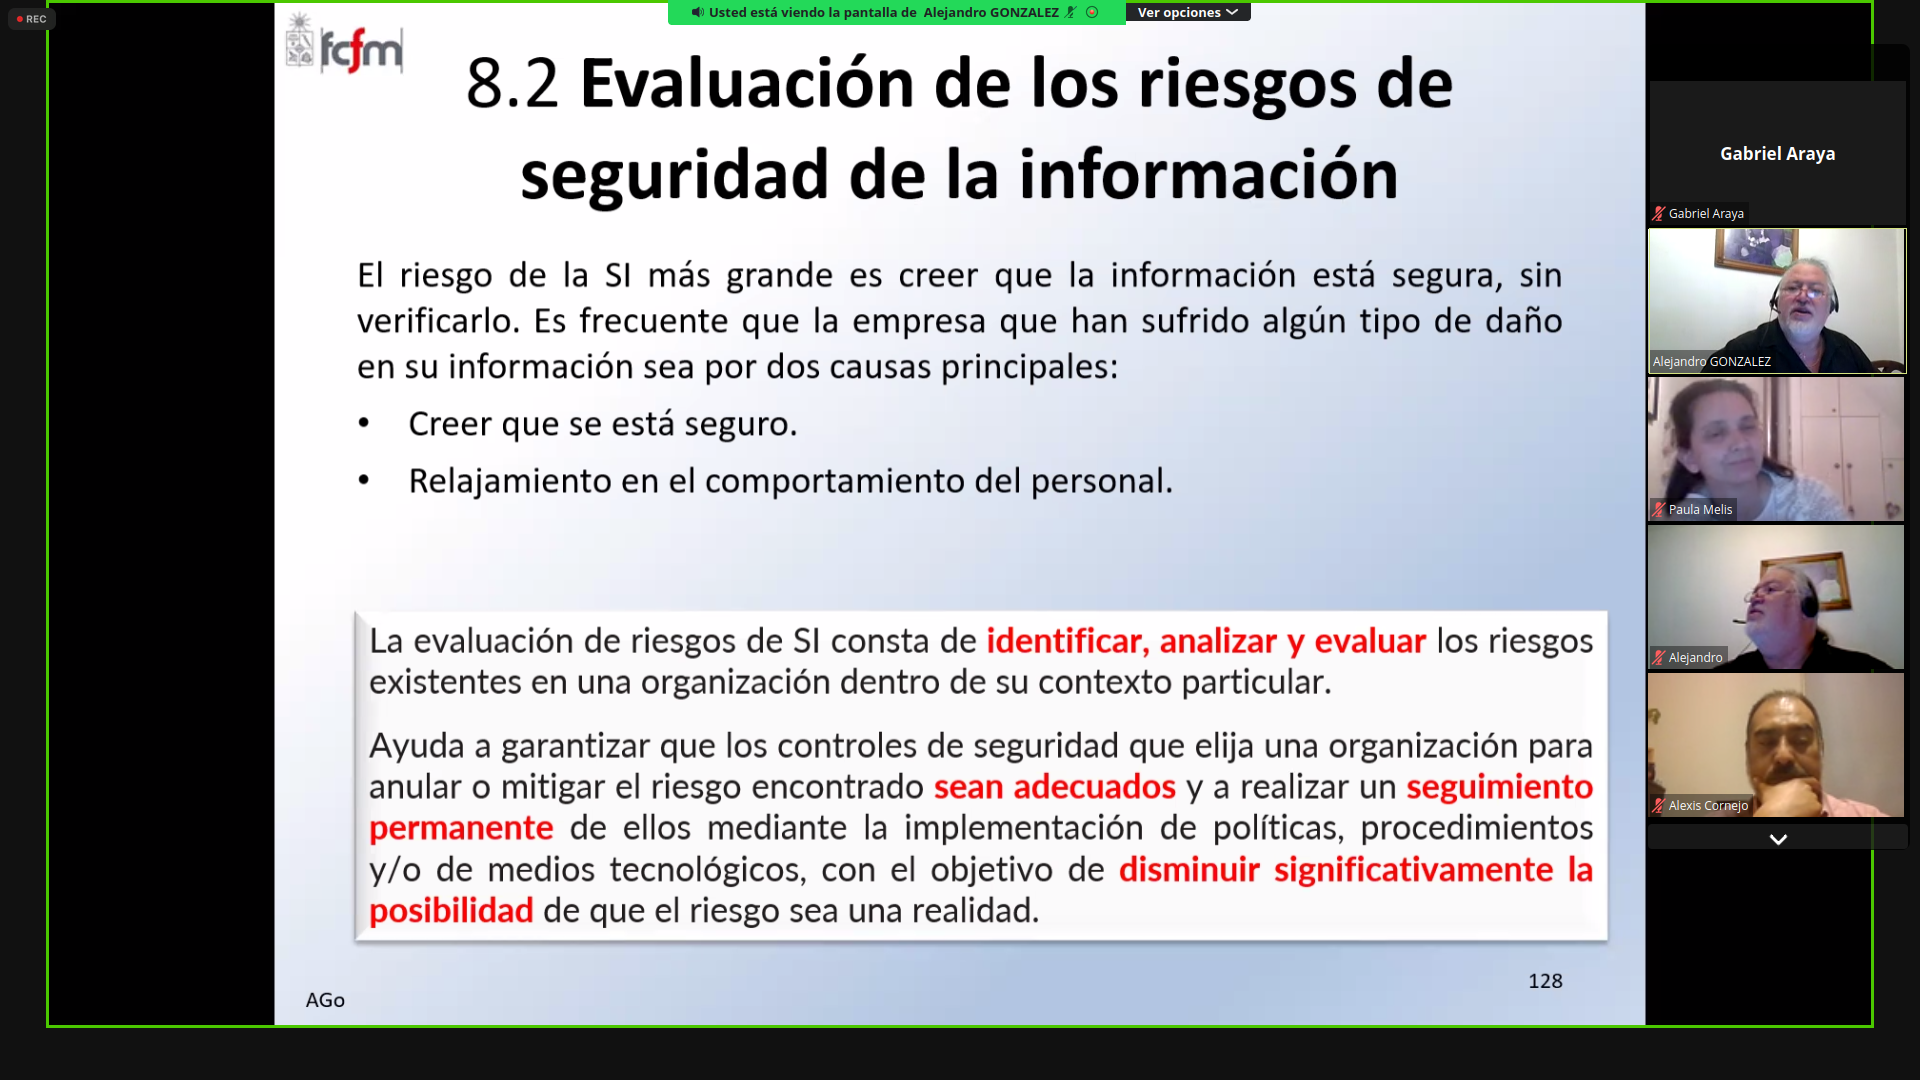 REC
Usted está viendo la pantalla de Alejandro GONZALEZ
Ver opciones
fcfm
8.2 Evaluación de los riesgos de
seguridad de la información
El riesgo de la SI más grande es creer que la información está segura, sin
verificarlo. Es frecuente que la empresa que han sufrido algún tipo de daño
en su información sea por dos causas principales:
• Creer que se está seguro.
• Relajamiento en el comportamiento del personal.
La evaluación de riesgos de SI consta de identificar, analizar y evaluar los riesgos
existentes en una organización dentro de su contexto particular.
Ayuda a garantizar que los controles de seguridad que elija una organización para
anular o mitigar el riesgo encontrado sean adecuados y a realizar un seguimiento
permanente de ellos mediante la implementación de políticas, procedimientos
y/o de medios tecnológicos, con el objetivo de disminuir significativamente la
posibilidad de que el riesgo sea una realidad.
AGo
128
Gabriel Araya
Gabriel Araya
Alejandro GONZALEZ
Paula Melis
Alejandro
Alexis Cornejo